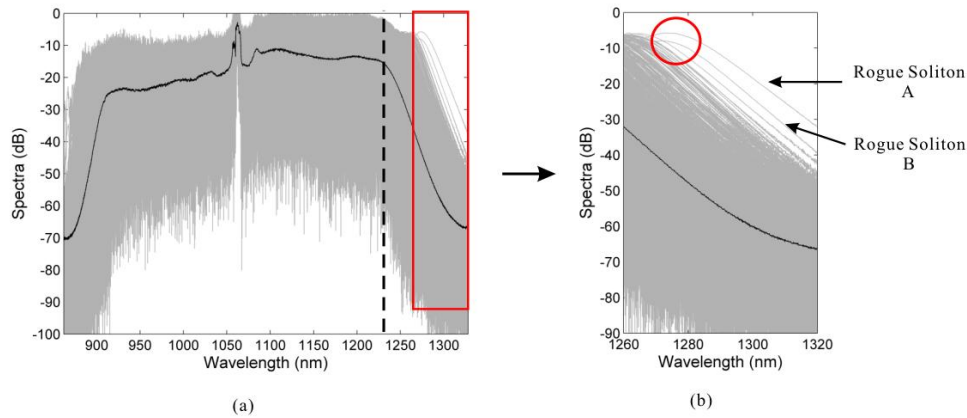 0
-10
-20
-30
-40
-50
-60
-70
-80
-90
-100
Spectra (dB)
900 950 1000 1050 1100 1150 1200 1250 1300
Wavelength (nm)
(a)
0
-10
-20
-30
-40
-50
-60
-70
-80
-90
Spectra (dB)
1260 1280 1300 1320
Wavelength (nm)
(b)
Rogue Soliton
A
Rogue Soliton
B